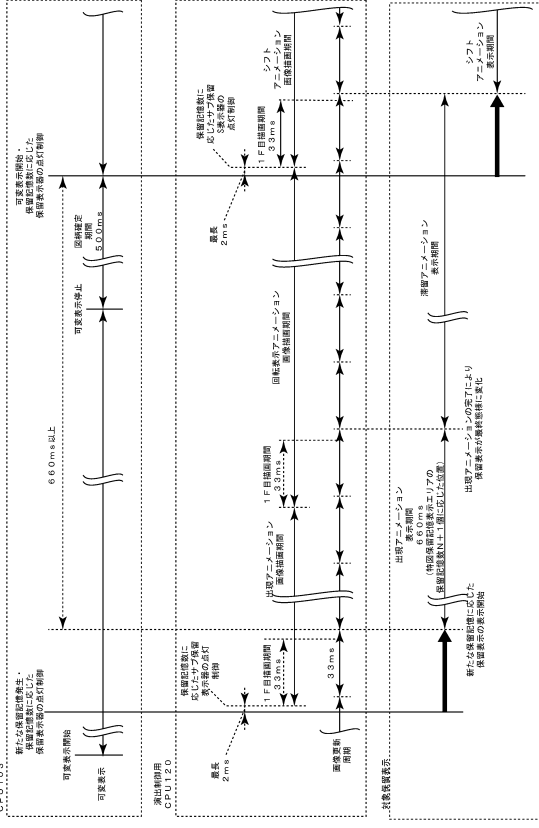 CPU103
新たな保留記憶発生・
保留記憶数に応じた
保留表示器の点灯制御
可変表示開始・
保留記憶数に応じた
保留表示器の点灯制御
660ms以上
可変表示開始
可変表示停止
図柄確定
期間
500ms
可変表示
演出制御用
CPU120
保留記憶数に
応じたサブ保留
表示器の点灯
制御
保留記憶数に
応じたサブ保留
S表示器の
点灯制御
最長
2ms
最長
2ms
1F目描画期間
33ms
1F目描画期間
33ms
1F目描画期間
33ms
出現アニメーション
画像描画期間
回転表示アニメーション
画像描画期間
シフト
アニメーション
画像描画期間
33ms
画像更新
周期
対象保留表示
出現アニメーション
表示期間
660ms
(特図保留記憶表示エリアの
保留記憶数N+1個に応じた位置)
滞留アニメーション
表示期間
シフト
アニメーション
表示期間
新たな保留記憶に応じた
保留表示の表示開始
出現アニメーションの完了により
保留表示が最終態様に変化